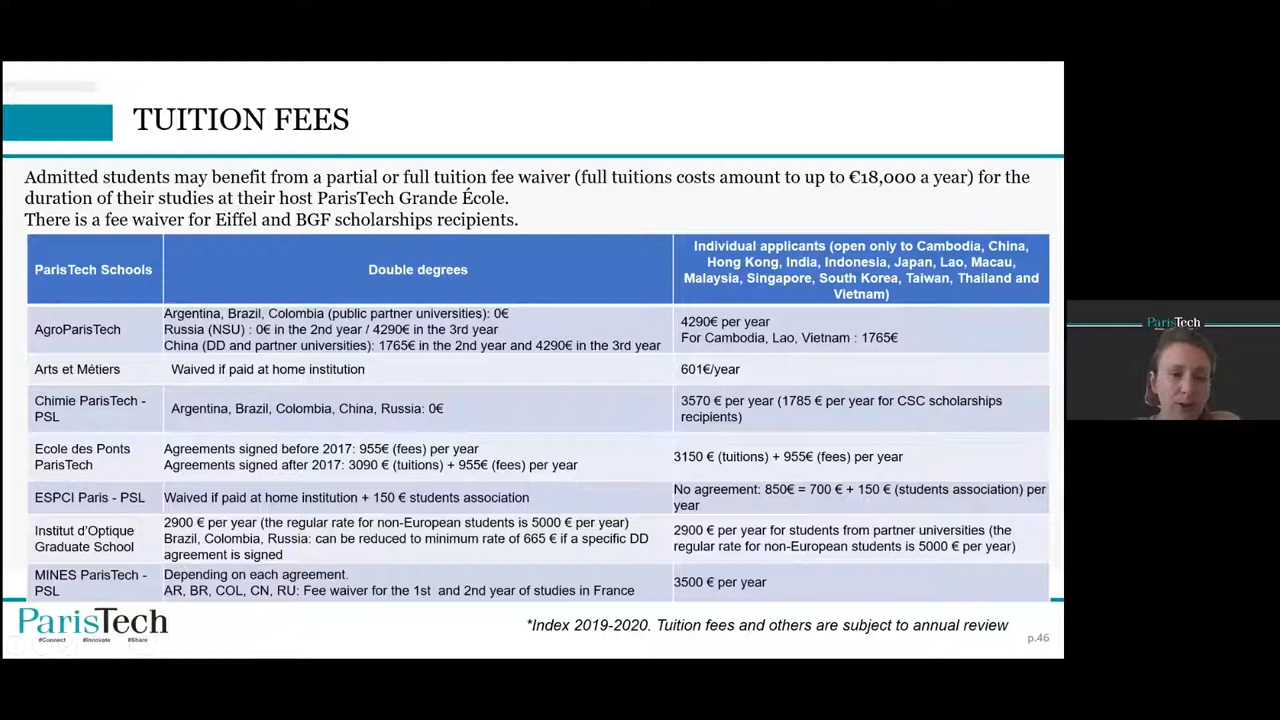 TUITION FEES
Admitted students may benefit from a partial or full tuition fee waiver (full tuitions costs amount to up to €18,000 a year) for the
duration of their studies at their host ParisTech Grande École.
There is a fee waiver for Eiffel and BGF scholarships recipients.
ParisTech Schools
Double degrees
Individual applicants (open only to Cambodia, China,
Hong Kong, India, Indonesia, Japan, Lao, Macau,
Malaysia, Singapore, South Korea, Taiwan, Thailand and
Vietnam)
AgroParisTech
Argentina, Brazil, Colombia (public partner universities): 0€
Russia (NSU) : 0€ in the 2nd year / 4290€ in the 3rd year
China (DD and partner universities): 1765€ in the 2nd year and 4290€ in the 3rd year
4290€ per year
For Cambodia, Lao, Vietnam : 1765€
Arts et Métiers
Waived if paid at home institution
601€/year
Chimie ParisTech -
PSL
Argentina, Brazil, Colombia, China, Russia: 0€
3570 € per year (1785 € per year for CSC scholarships
recipients)
Ecole des Ponts
ParisTech
Agreements signed before 2017: 955€ (fees) per year
Agreements signed after 2017: 3090 € (tuitions) + 955€ (fees) per year
3150 € (tuitions) + 955€ (fees) per year
ESPCI Paris - PSL
Waived if paid at home institution + 150 € students association
No agreement: 850€ = 700 € + 150 € (students association) per
year
Institut d'Optique
Graduate School
2900 € per year (the regular rate for non-European students is 5000 € per year)
Brazil, Colombia, Russia: can be reduced to minimum rate of 665 € if a specific DD
agreement is signed
2900 € per year for students from partner universities (the
regular rate for non-European students is 5000 € per year)
MINES ParisTech -
PSL
Depending on each agreement.
AR, BR, COL, CN, RU: Fee waiver for the 1st and 2nd year of studies in France
3500 € per year
ParisTech
#Connect #Innovate #Share
*Index 2019-2020. Tuition fees and others are subject to annual review
p.46
ParisTech